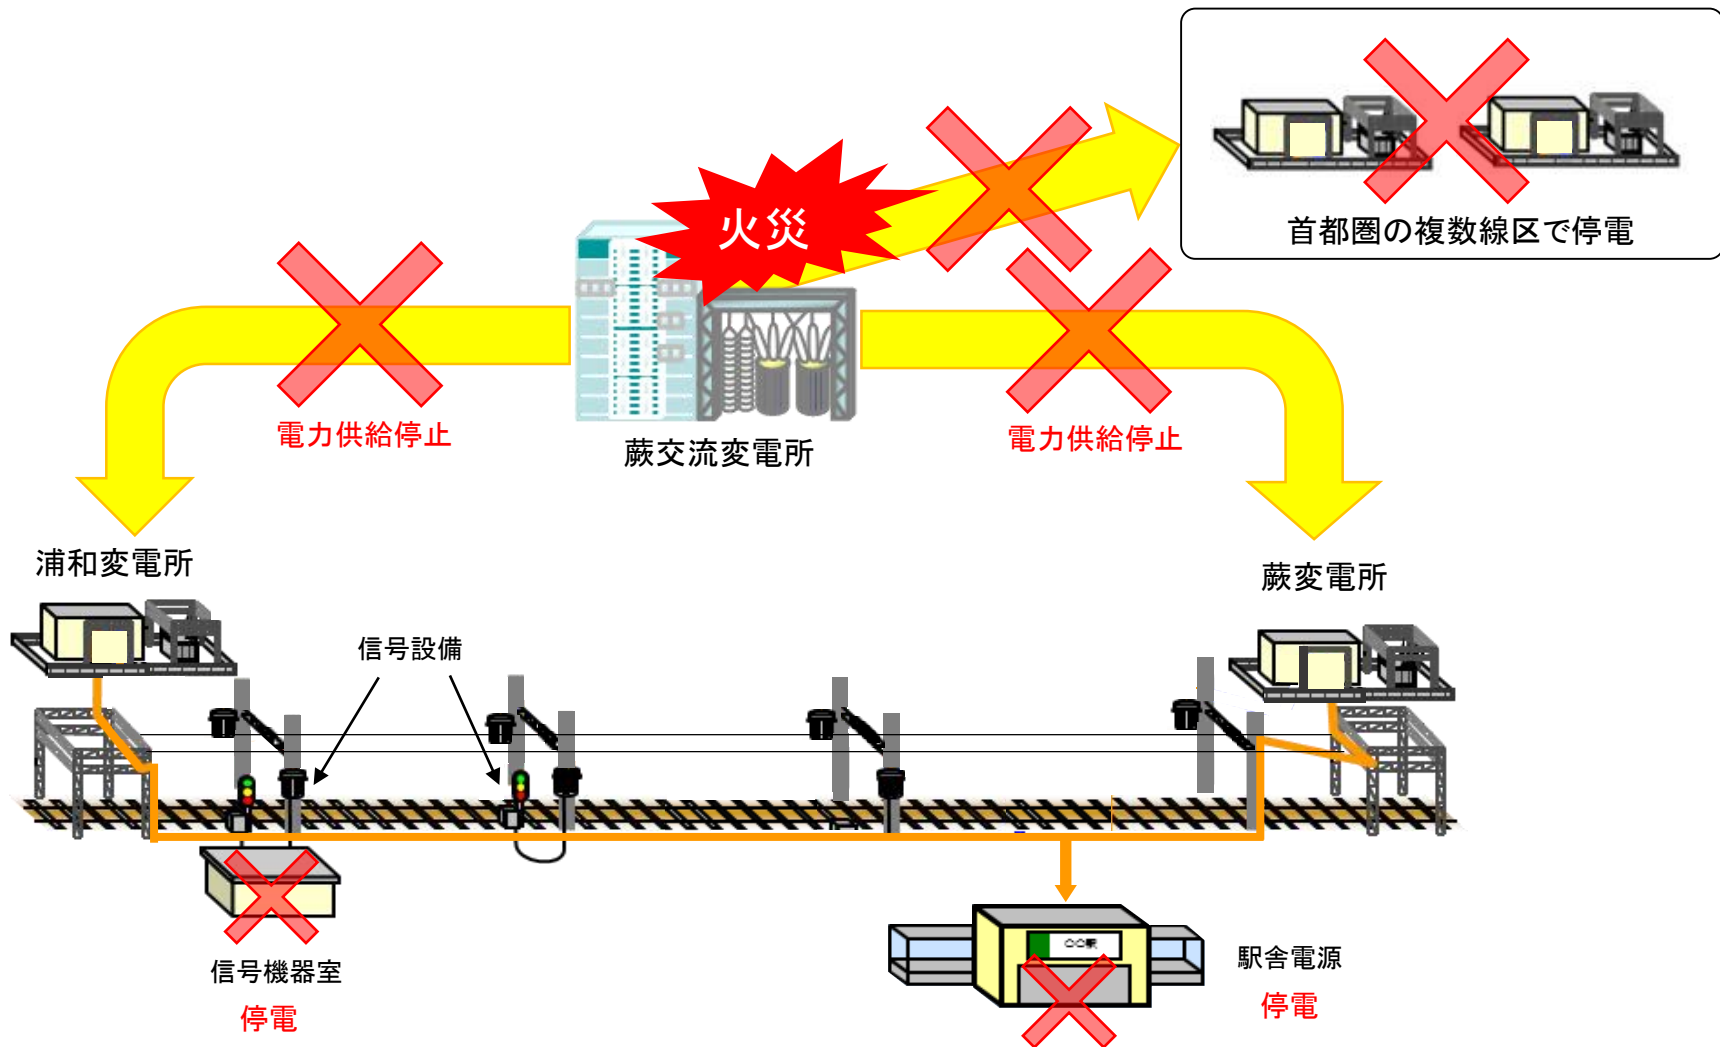 火災
首都圏の複数線区で停電
電力供給停止
蕨交流変電所
電力供給停止
浦和変電所
蕨変電所
信号設備
〇〇駅
信号機器室
停電
駅舎電源
停電